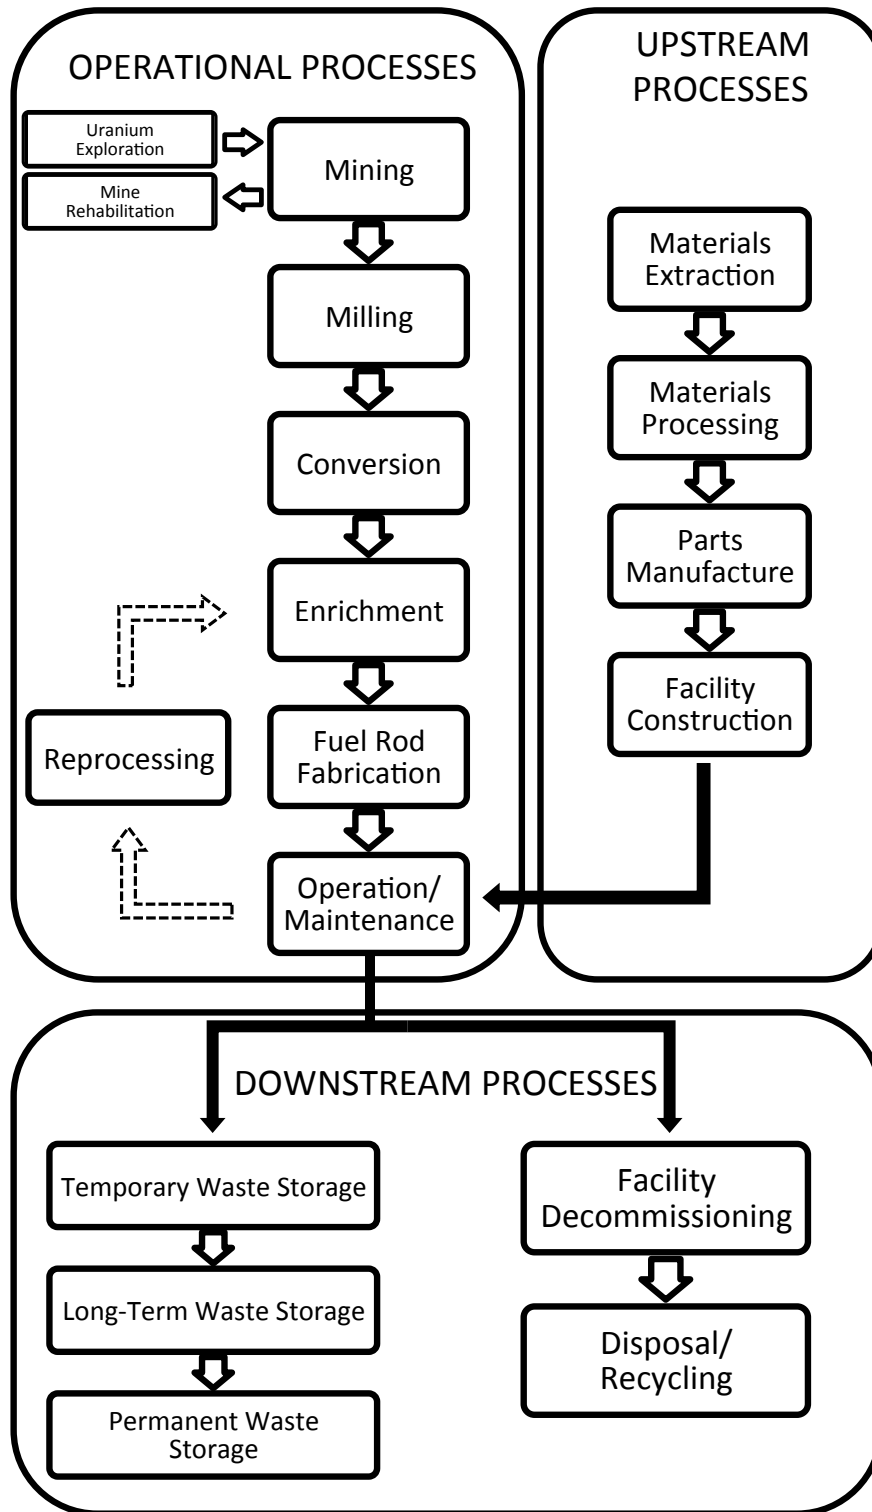 OPERATIONAL PROCESSES
Uranium
Exploration
Mine
Rehabilitation
Mining
Milling
Conversion
Enrichment
Reprocessing
Fuel Rod
Fabrication
Operation/
Maintenance
UPSTREAM
PROCESSES
Materials
Extraction
Materials
Processing
Parts
Manufacture
Facility
Construction
DOWNSTREAM PROCESSES
Temporary Waste Storage
Long-Term Waste Storage
Permanent Waste
Storage
Facility
Decommissioning
Disposal/
Recycling